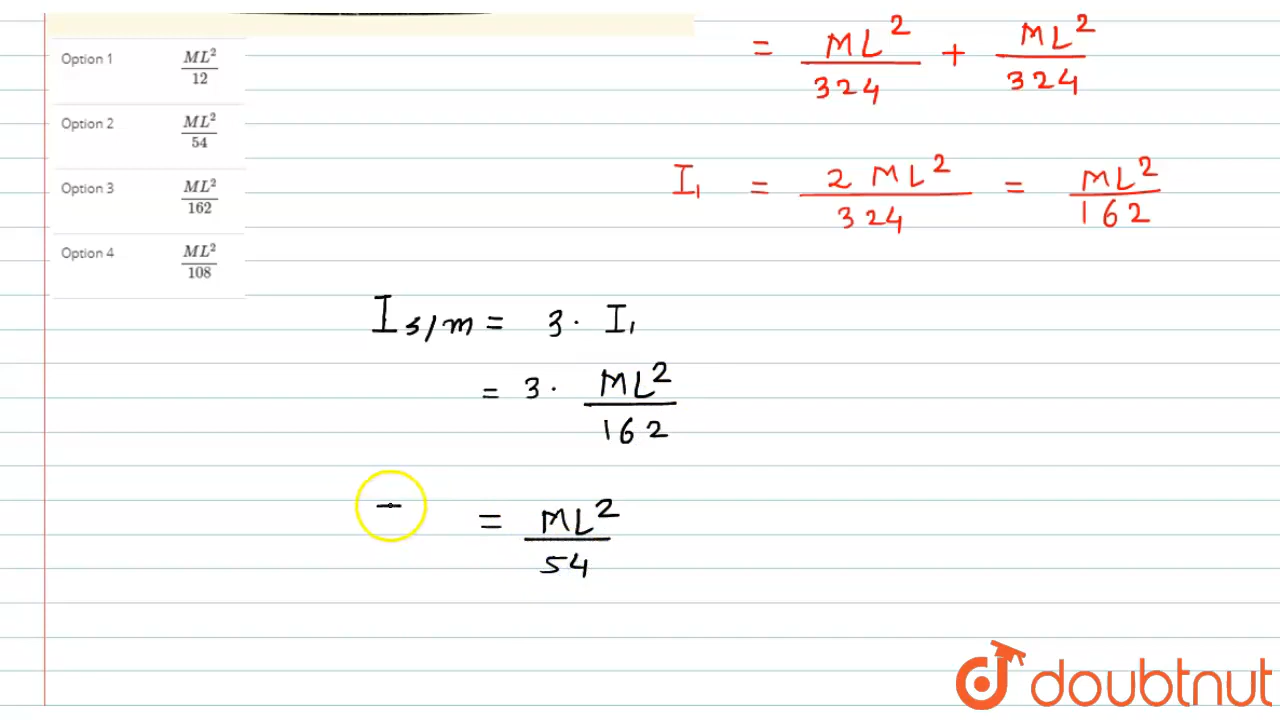 Option 1 ML²/12
Option 2 ML²/54
Option 3 ML²/162
Option 4 ML²/108
= ML²/324 + ML²/324
I₁ = 2 ML²/324 = ML²/162
I s/m = 3 · I₁
= 3 · ML²/162
= ML²/54
doubtnut